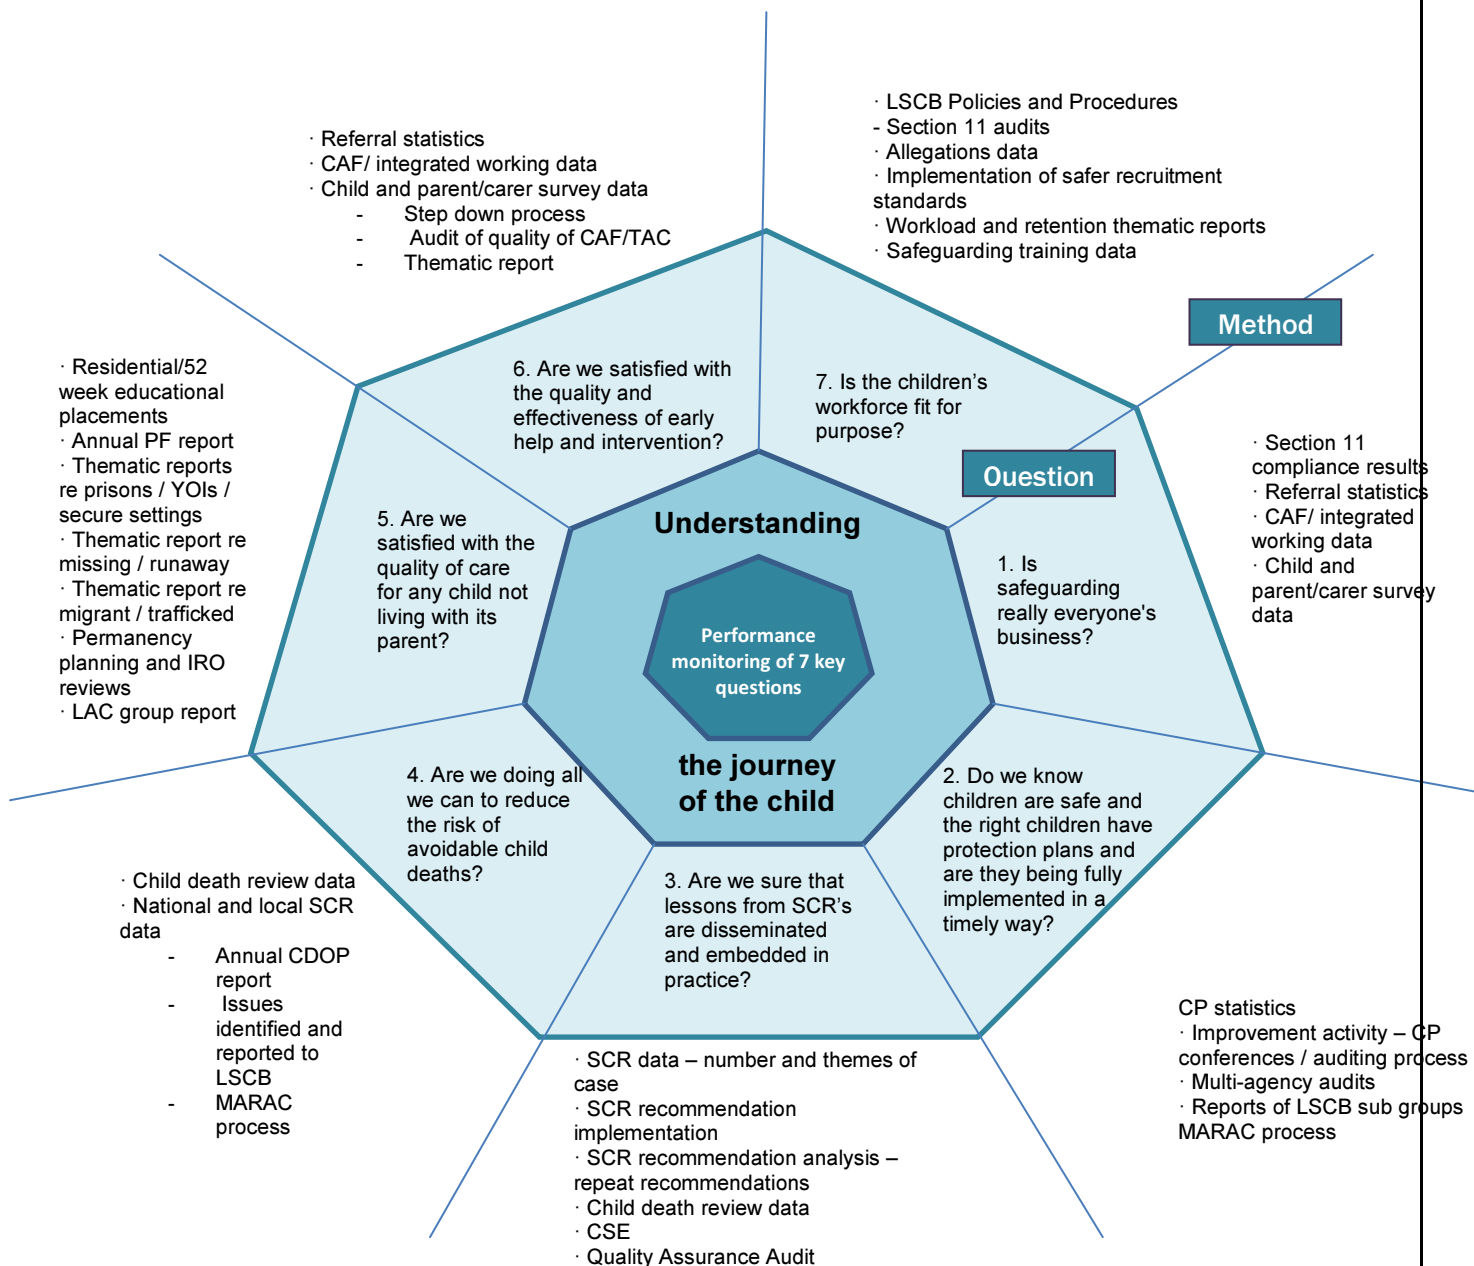 · LSCB Policies and Procedures
- Section 11 audits
· Allegations data
· Implementation of safer recruitment
standards
· Workload and retention thematic reports
· Safeguarding training data
· Referral statistics
· CAF/ integrated working data
· Child and parent/carer survey data
- Step down process
- Audit of quality of CAF/TAC
- Thematic report
Method
· Residential/52
week educational
placements
· Annual PF report
· Thematic reports
re prisons / YOIs /
secure settings
· Thematic report re
missing / runaway
· Thematic report re
migrant / trafficked
· Permanency
planning and IRO
reviews
· LAC group report
6. Are we satisfied with
the quality and
effectiveness of early
help and intervention?
7. Is the children’s
workforce fit for
purpose?
Question
· Section 11
compliance results
· Referral statistics
· CAF/ integrated
working data
· Child and
parent/carer survey
data
5. Are we
satisfied with the
quality of care
for any child not
living with its
parent?
Understanding
Performance
monitoring of 7 key
questions
the journey
of the child
1. Is
safeguarding
really everyone's
business?
4. Are we doing all
we can to reduce
the risk of
avoidable child
deaths?
2. Do we know
children are safe and
the right children have
protection plans and
are they being fully
implemented in a
timely way?
3. Are we sure that
lessons from SCR’s
are disseminated
and embedded in
practice?
· Child death review data
· National and local SCR
data
- Annual CDOP
report
- Issues
identified and
reported to
LSCB
- MARAC
process
· SCR data – number and themes of
case
· SCR recommendation
implementation
· SCR recommendation analysis –
repeat recommendations
· Child death review data
· CSE
· Quality Assurance Audit
CP statistics
· Improvement activity – CP
conferences / auditing process
· Multi-agency audits
· Reports of LSCB sub groups
MARAC process